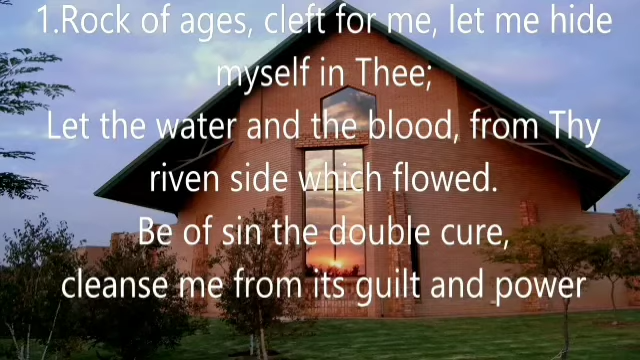 1.Rock of ages, cleft for me, let me hide
myself in Thee;
Let the water and the blood, from Thy
riven side which flowed.
Be of sin the double cure,
cleanse me from its guilt and power